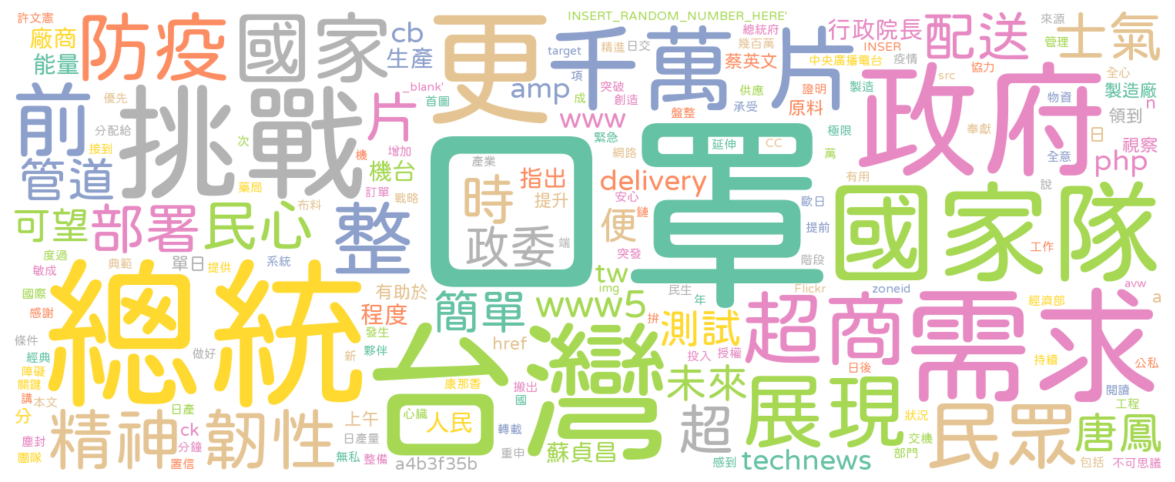 許文憲
INSERT_RANDOM_NUMBER_HERE'
廠商
防疫
國家
cb
更
千萬
片
總統府
精進
日交
幾百萬
target
行政院長
INSER
配送
士氣
來源
管理
能量
生產
項
蔡英文
中央廣播電台
疫情
協力
全心
前
優先
挑戰
_blank'
首圖
amp
成
突破
創造
盤整
供應
承受
證明
原料
製造
政府
src
物資
製造廠
n
片
www
緊急
極限
奉獻
領到
分配給
接到
次
機
增加
口罩
延伸
CC
網路
萬
日
視察
全意
php
管道
藥局
訂單
機台
產業
指出
delivery
有用
說
布料
戰略
時
提升
安心
鏈
歐日
國家隊
可望
部署
民心
整
政委
端
便
突發
提前
工作
度過
敏成
典範
單日
提供
系統
tw
階段
img
民生
年
Flickr
zoneid
avw
國際
感謝
總統
有助於
程度
簡單
www5
拼
測試
超商
需求
經濟部
a
條件
經典
障礙
關鍵
講
本文
新
發生
夥伴
href
台灣
投入
授權
日後
持續
公私
康那香
搬出
國
未來
展現
閱讀
分
塵封
團隊
精神
日產
ck
分鐘
置信
做好
韌性
上午
日產量
無私
整備
心臟
人民
轉載
重申
a4b3f35b
蘇貞昌
超
感到
technews
狀況
交機
部門
民眾
工程
唐鳳
包括
不可思議